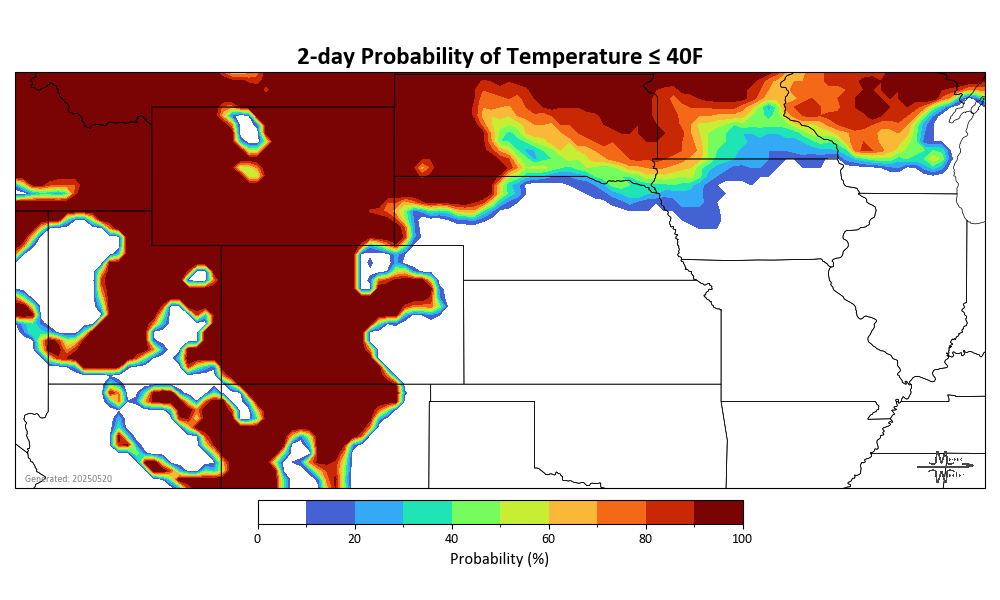 2-day Probability of Temperature ≤ 40F
Generated: 20250520
0 20 40 60 80 100
Probability (%)